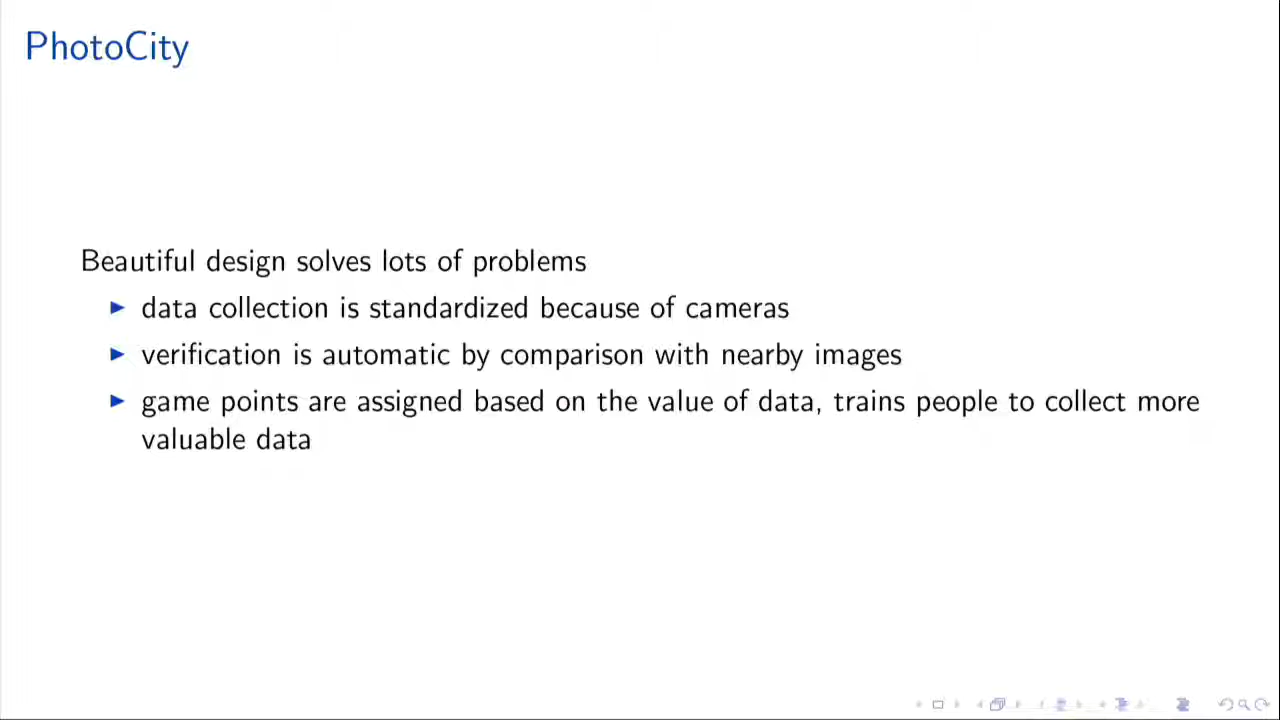 PhotoCity
Beautiful design solves lots of problems
data collection is standardized because of cameras
verification is automatic by comparison with nearby images
game points are assigned based on the value of data, trains people to collect more
valuable data